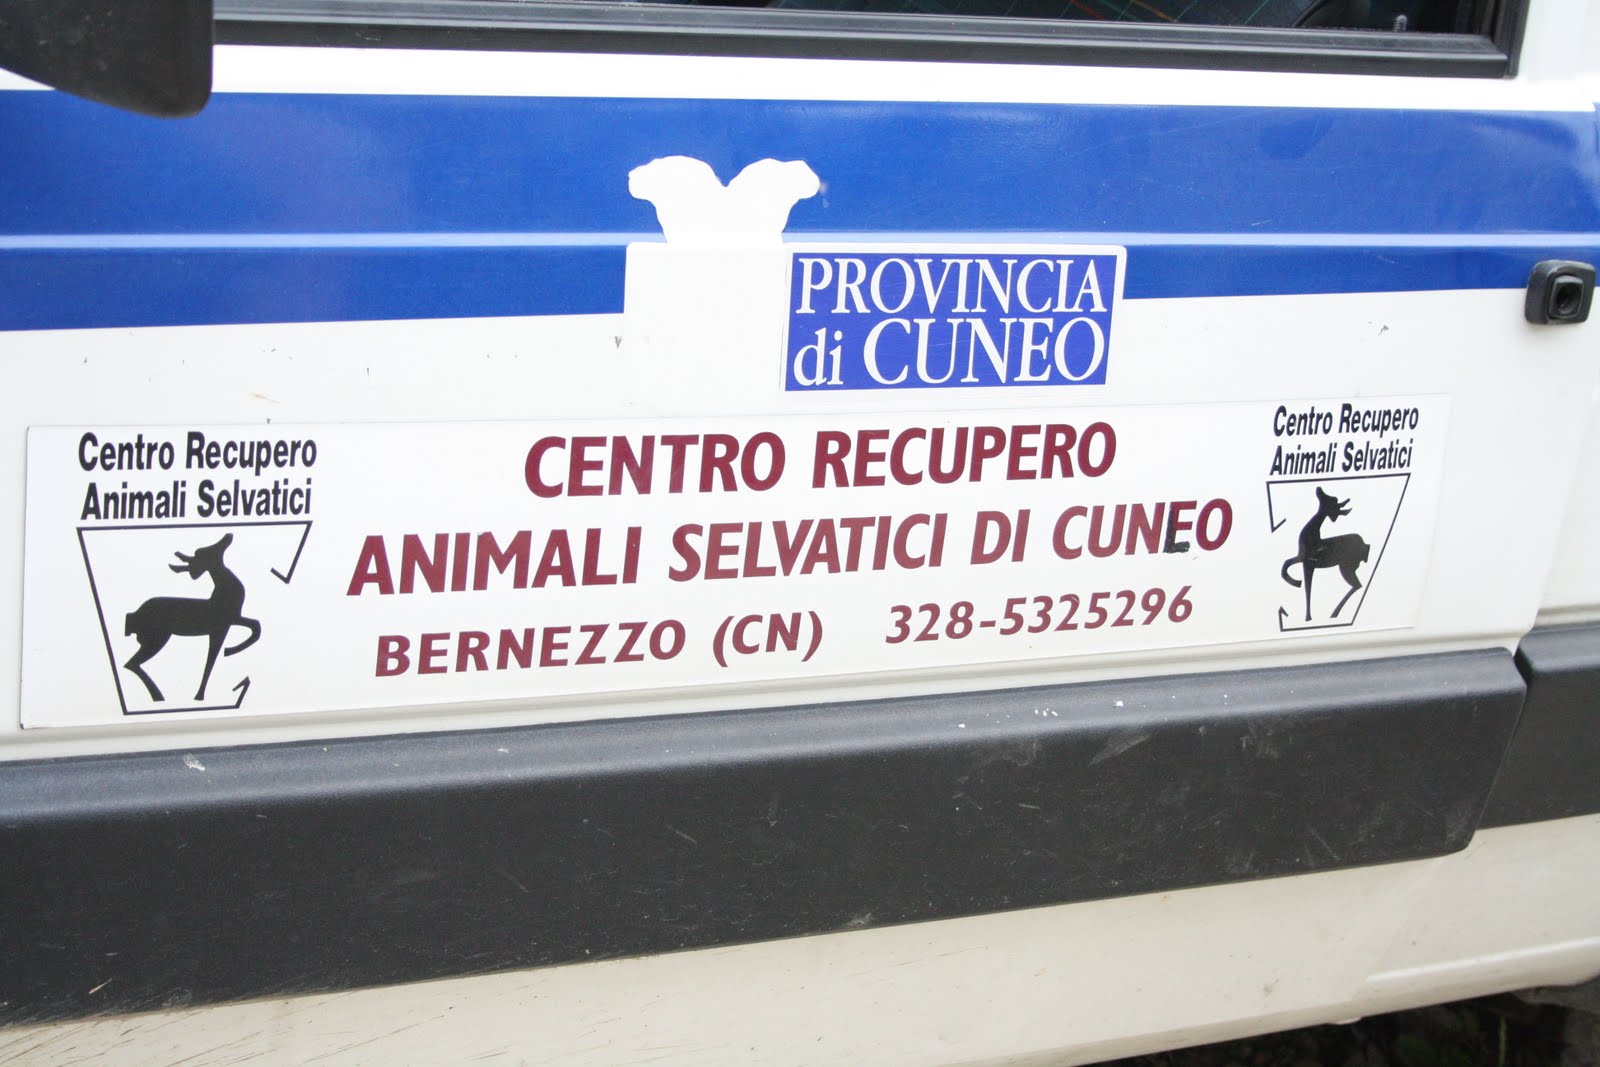 PROVINCIA
di CUNEO
Centro Recupero
Animali Selvatici
CENTRO RECUPERO
ANIMALI SELVATICI DI CUNEO
BERNEZZO (CN) 328-5325296
Centro Recupero
Animali Selvatici